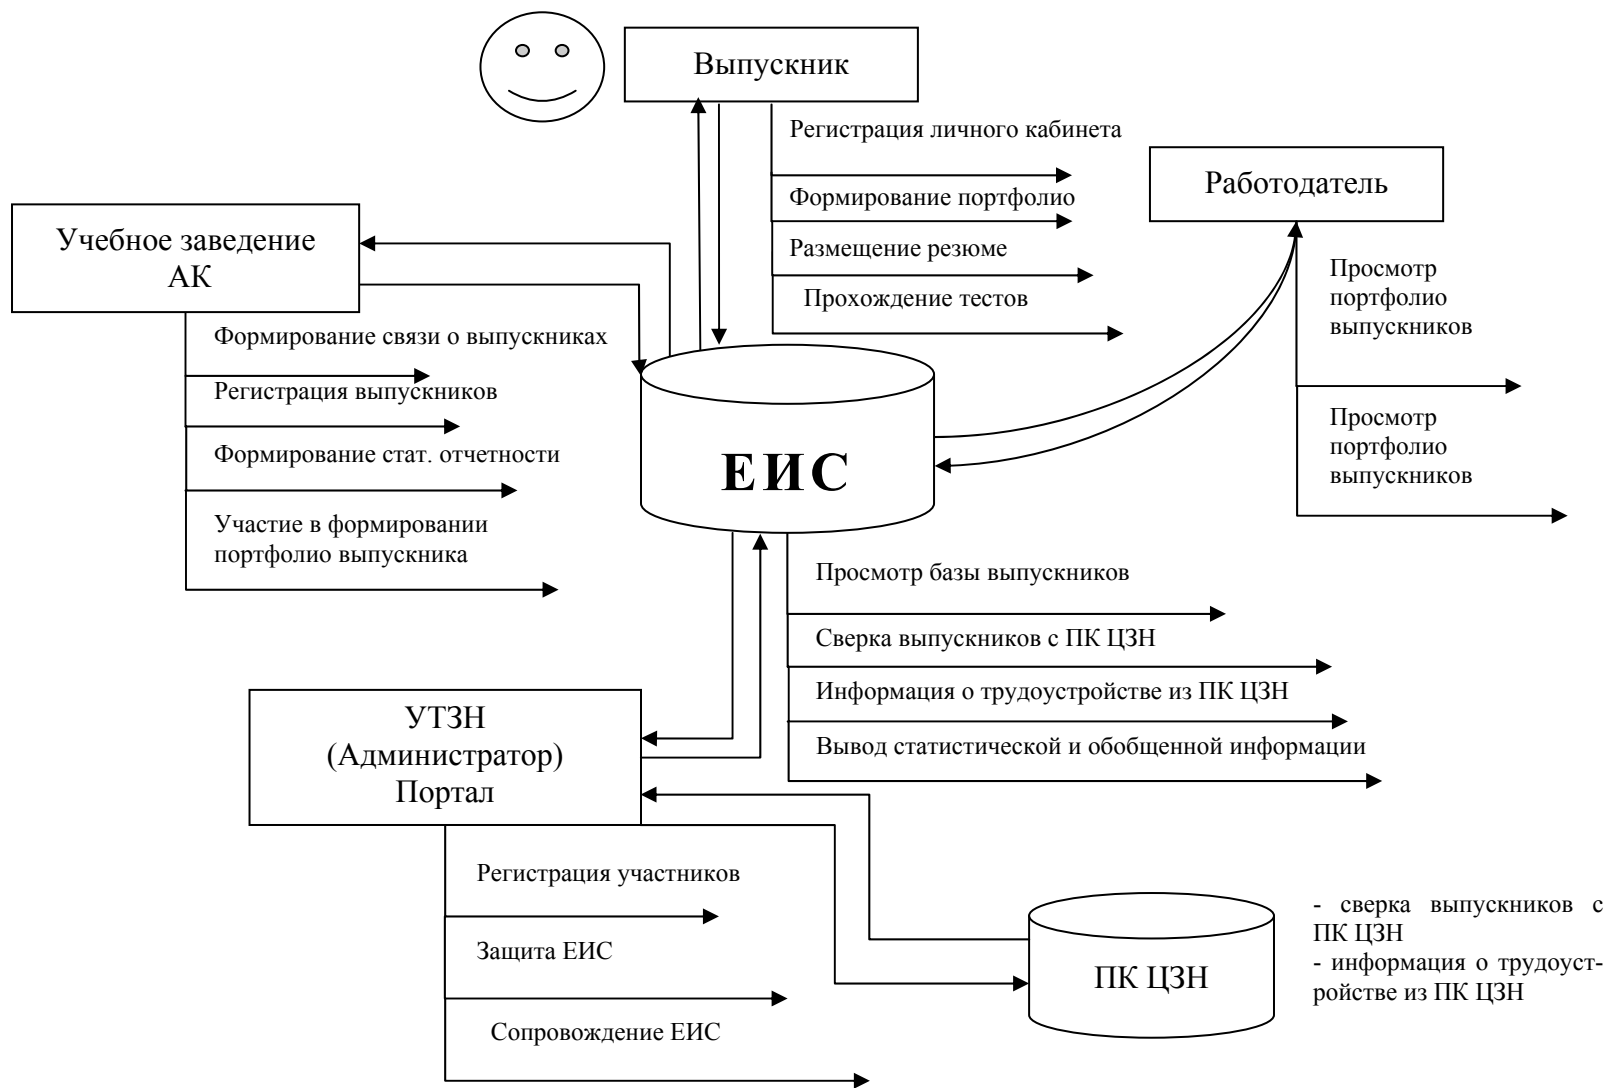 Выпускник
Регистрация личного кабинета
Формирование портфолио
Размещение резюме
Прохождение тестов
Работодатель
Просмотр
портфолио
выпускников
Просмотр
портфолио
выпускников
Учебное заведение
АК
Формирование связи о выпускниках
Регистрация выпускников
Формирование стат. отчетности
Участие в формировании
портфолио выпускника
ЕИС
Просмотр базы выпускников
Сверка выпускников с ПК ЦЗН
Информация о трудоустройстве из ПК ЦЗН
Вывод статистической и обобщенной информации
УТЗН
(Администратор)
Портал
Регистрация участников
Защита ЕИС
Сопровождение ЕИС
ПК ЦЗН
- сверка выпускников с
ПК ЦЗН
- информация о трудоуст-
ройстве из ПК ЦЗН